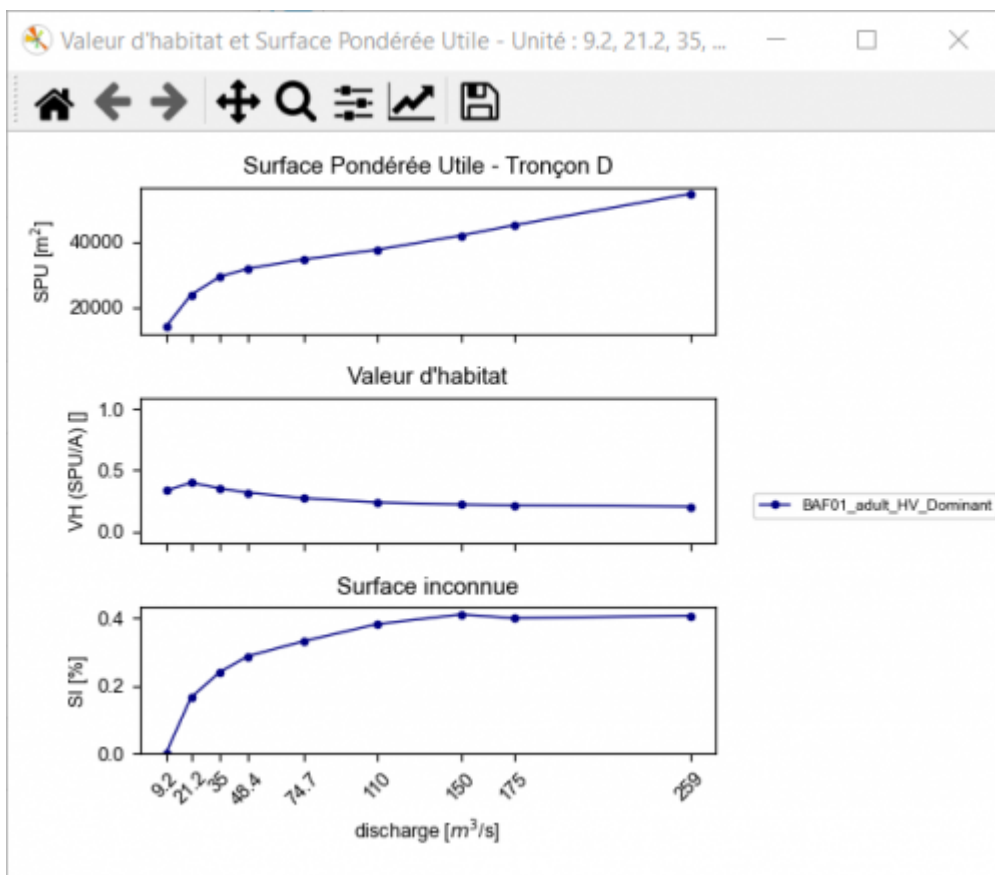 Valeur d'habitat et Surface Pondérée Utile - Unité : 9.2, 21.2, 35, ...
Surface Pondérée Utile - Tronçon D
SPU [m²]
40000
20000
Valeur d'habitat
VH (SPU/A) []
1.0
0.5
0.0
BAF01_adult_HV_Dominant
Surface inconnue
SI [%]
0.4
0.2
0.0
9.2 21.2 35 48.4 74.7 110 150 175 259
discharge [m³/s]